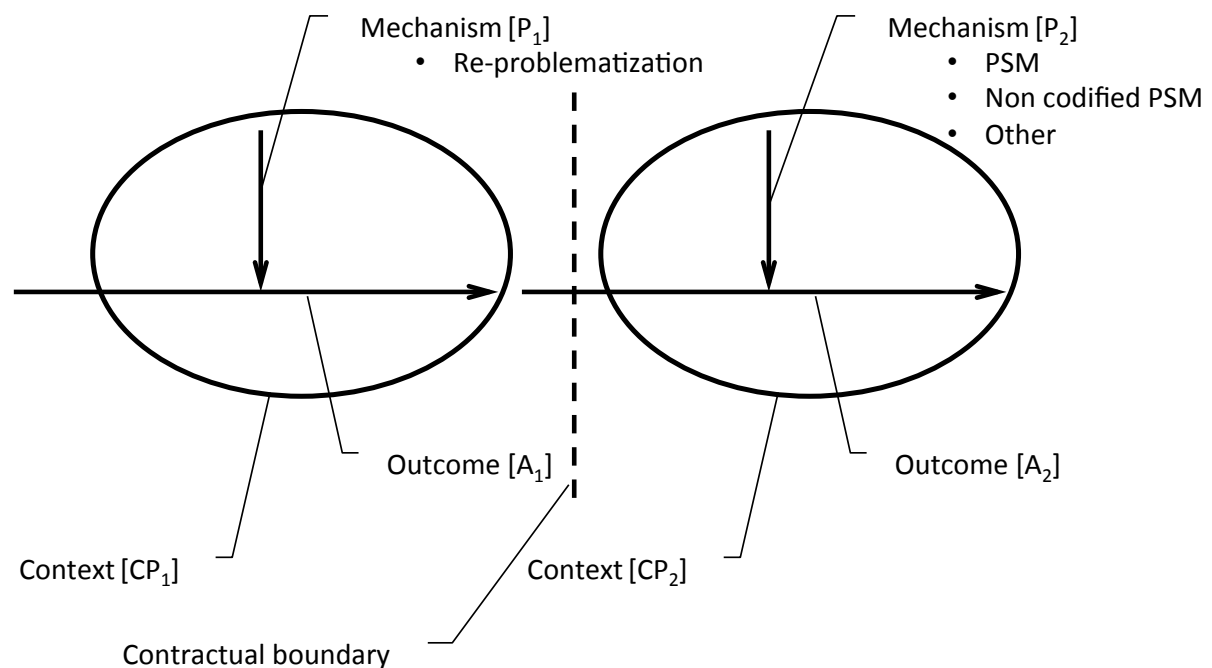 Mechanism [P₁]
• Re-problematization
Mechanism [P₂]
• PSM
• Non codified PSM
• Other
Outcome [A₁]
Outcome [A₂]
Context [CP₁]
Context [CP₂]
Contractual boundary